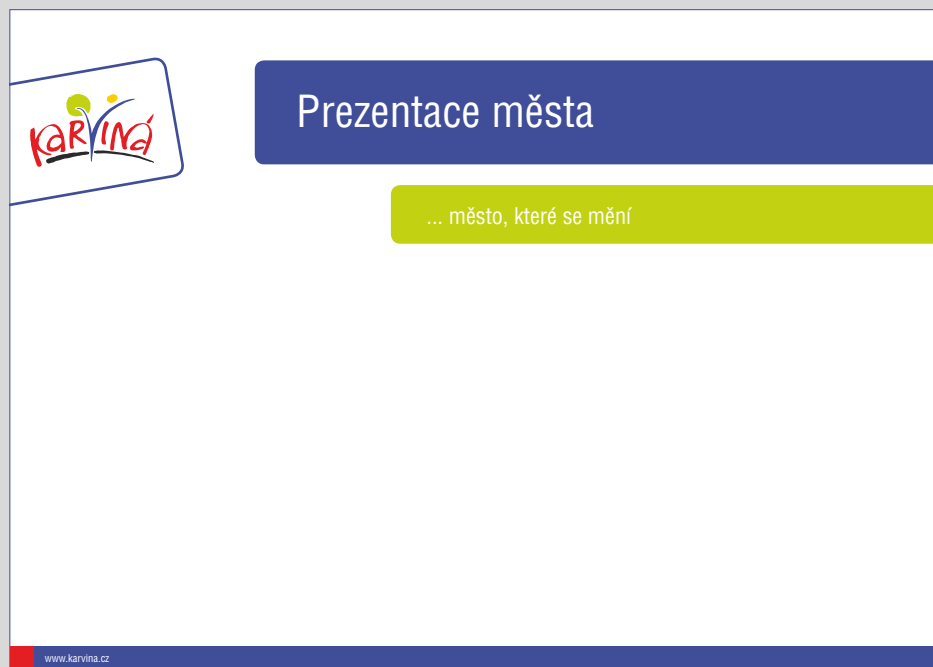 Karviná
Prezentace města
... město, které se mění
www.karvina.cz